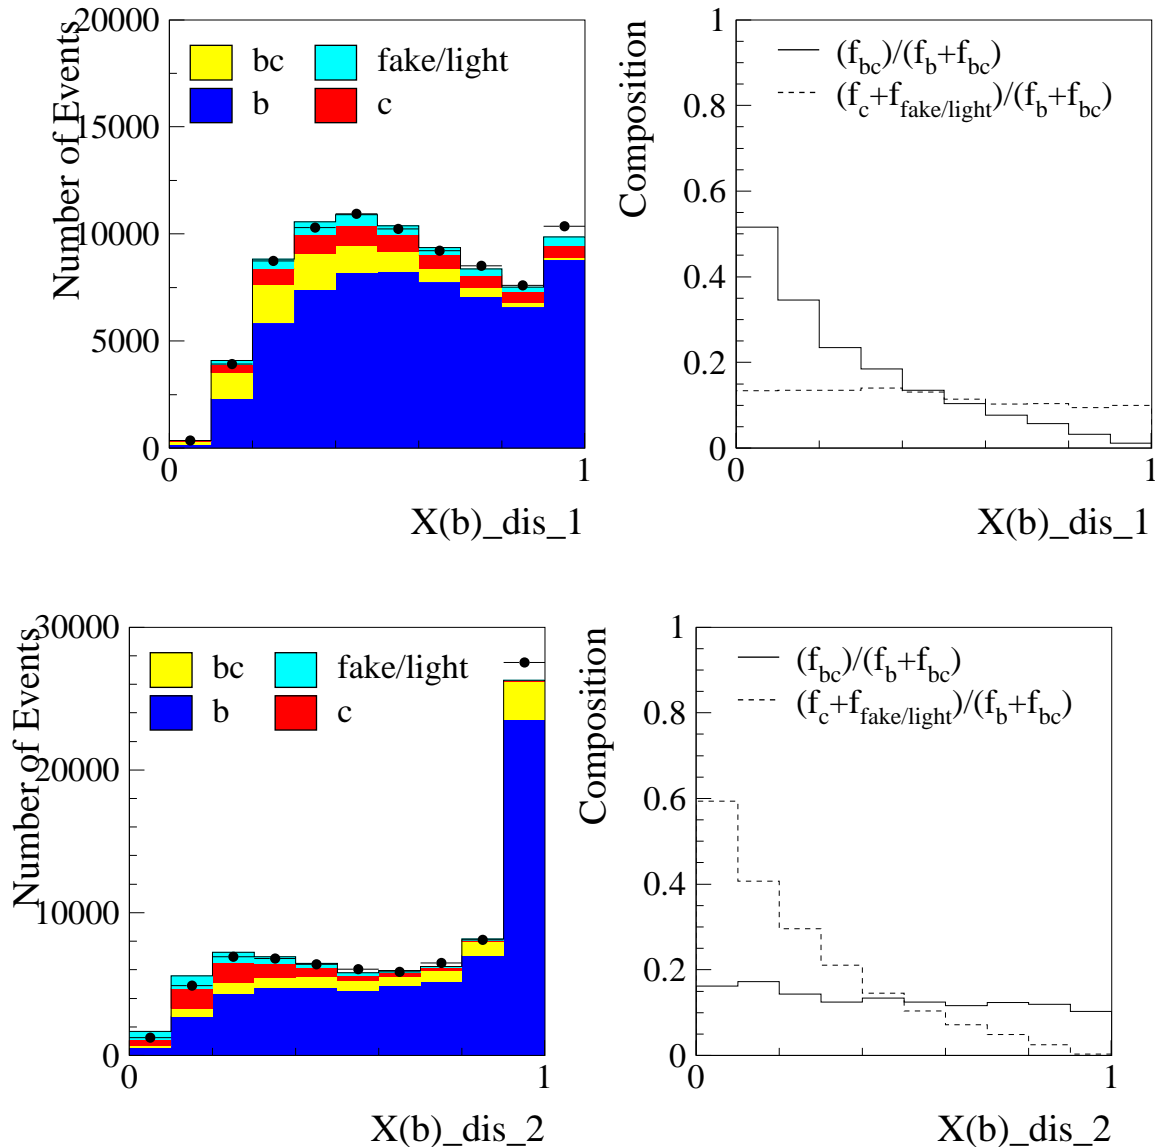 20000
15000
10000
5000
0
Number of Events
bc
fake/light
b
c
0
1
X(b)_dis_1
1
0.8
0.6
0.4
0.2
0
Composition
(f_bc)/(f_b+f_bc)
(f_c+f_fake/light)/(f_b+f_bc)
0
1
X(b)_dis_1
30000
20000
10000
0
Number of Events
bc
fake/light
b
c
0
1
X(b)_dis_2
1
0.8
0.6
0.4
0.2
0
Composition
(f_bc)/(f_b+f_bc)
(f_c+f_fake/light)/(f_b+f_bc)
0
1
X(b)_dis_2